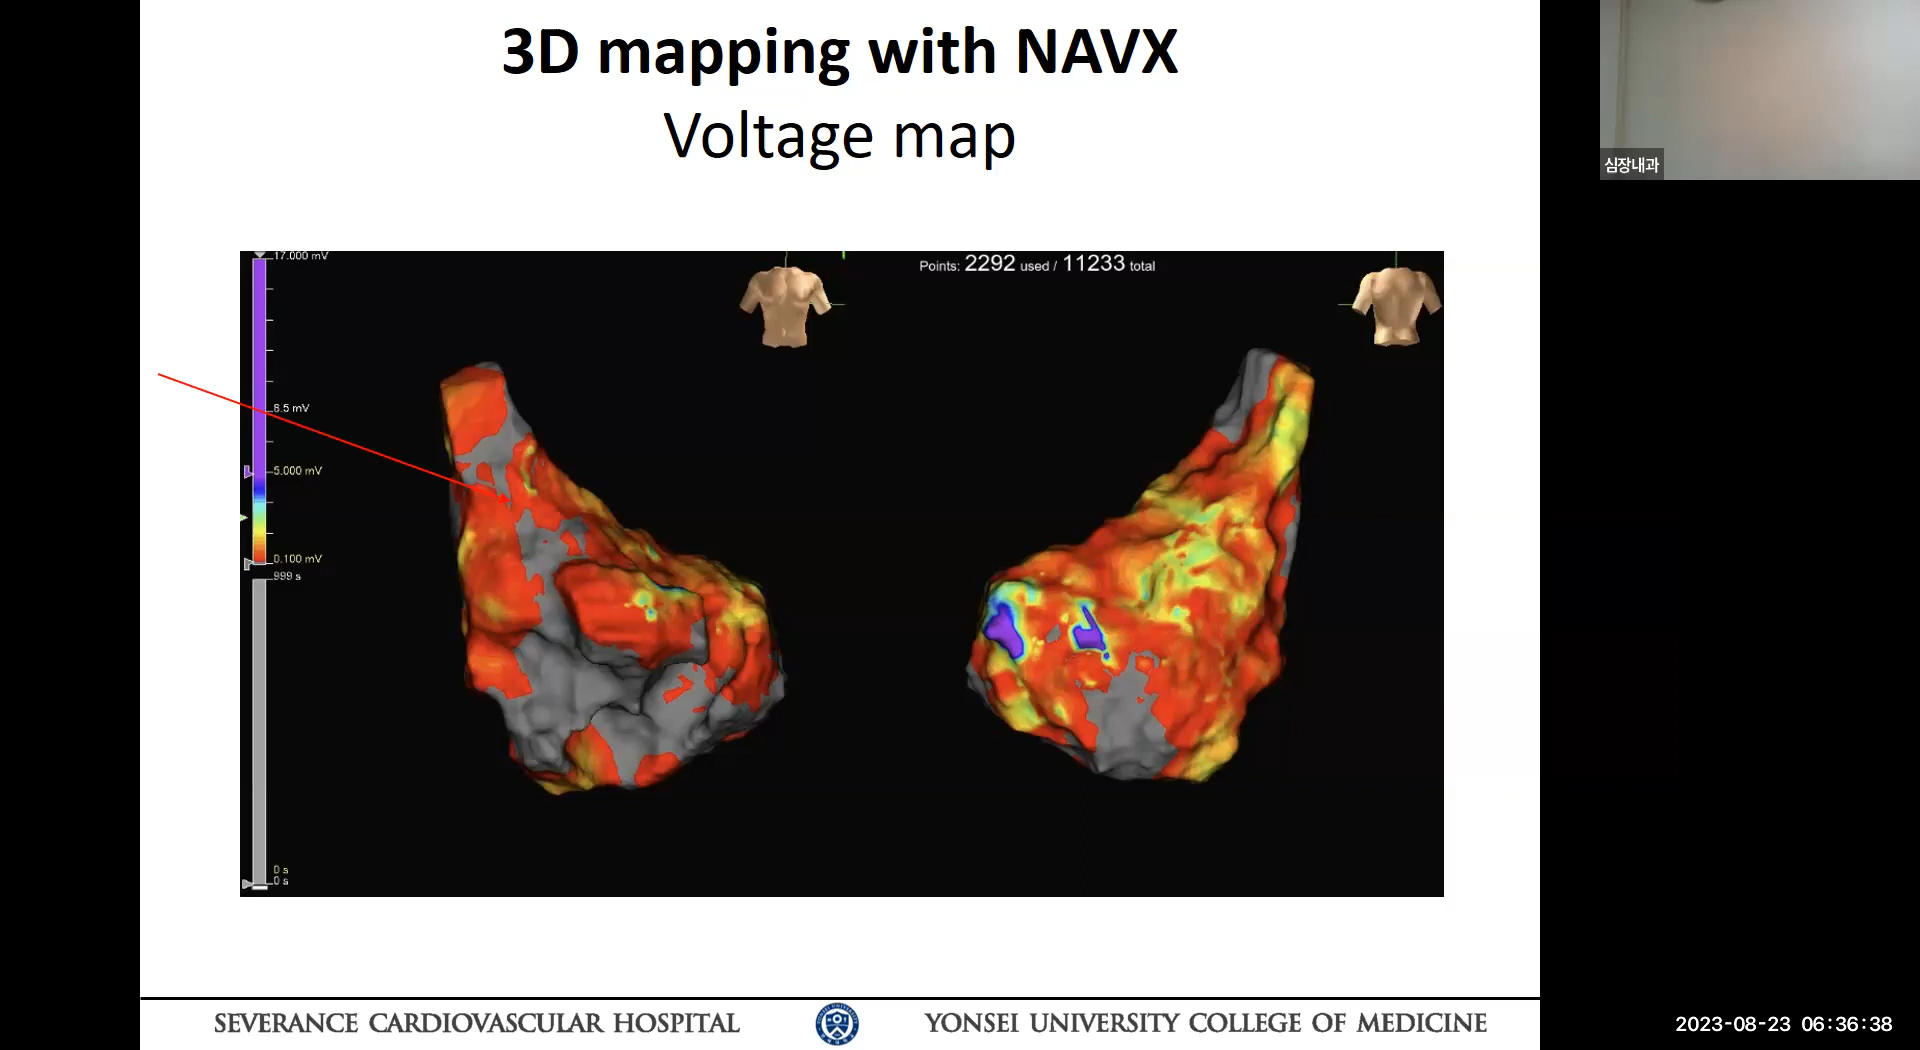 3D mapping with NAVX
Voltage map
심장내과
17.000 mV
Points: 2292 used / 11233 total
8.5 mV
5.000 mV
0.100 mV
999 s
0 s
0 s
SEVERANCE CARDIOVASCULAR HOSPITAL
YONSEI UNIVERSITY COLLEGE OF MEDICINE
2023-08-23 06:36:38